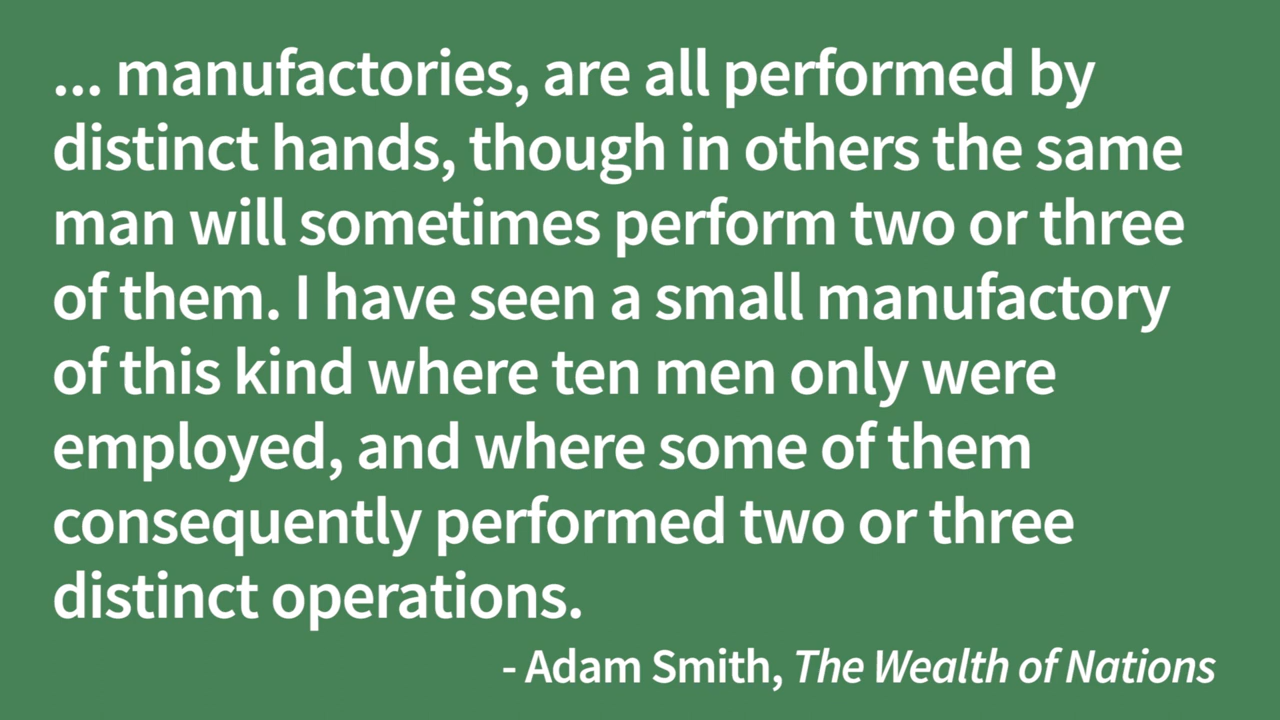 ... manufactories, are all performed by
distinct hands, though in others the same
man will sometimes perform two or three
of them. I have seen a small manufactory
of this kind where ten men only were
employed, and where some of them
consequently performed two or three
distinct operations.
- Adam Smith, The Wealth of Nations